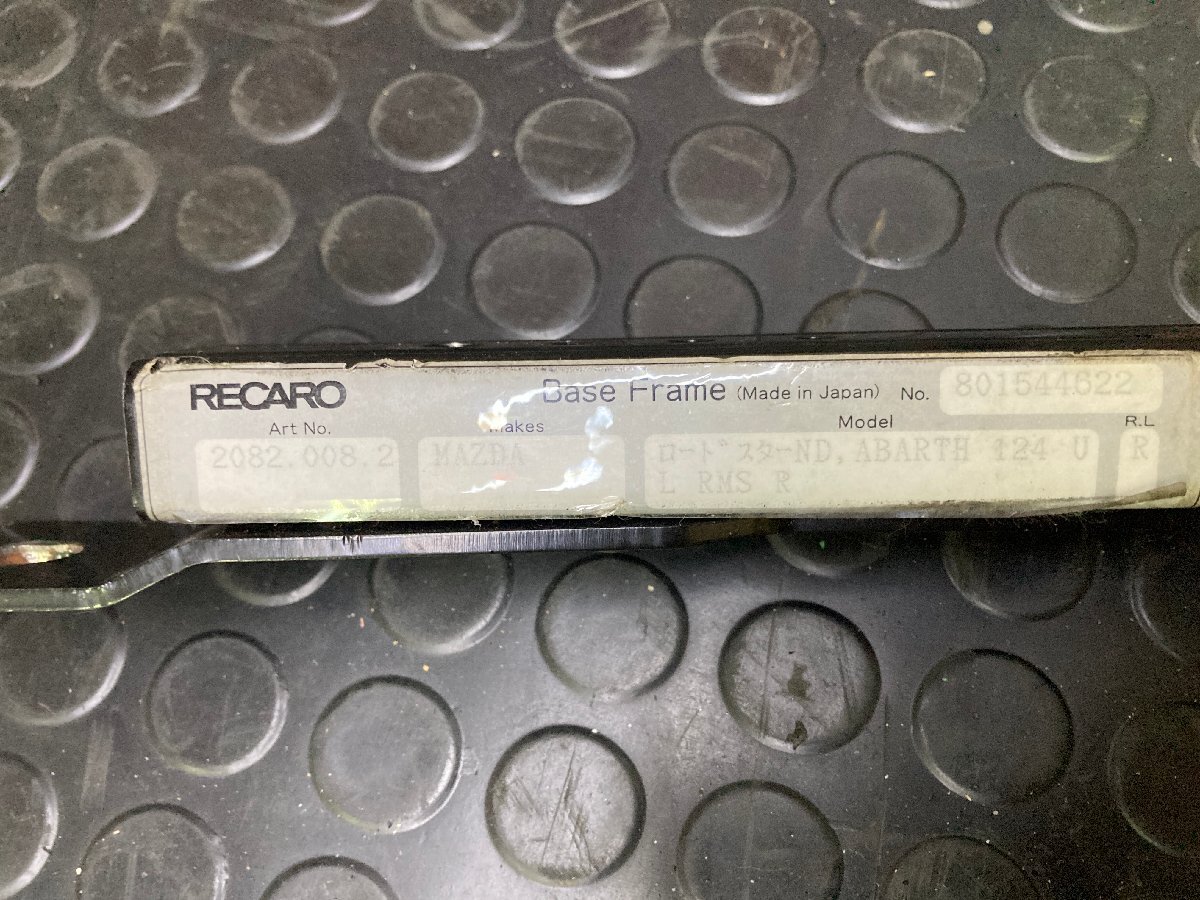 RECARO Base Frame (Made in Japan) No. 801544622
Art No. Makes Model R.L
2082.008.2 MAZDA ロードスターND,ABARTH 124 U R
L RMS R